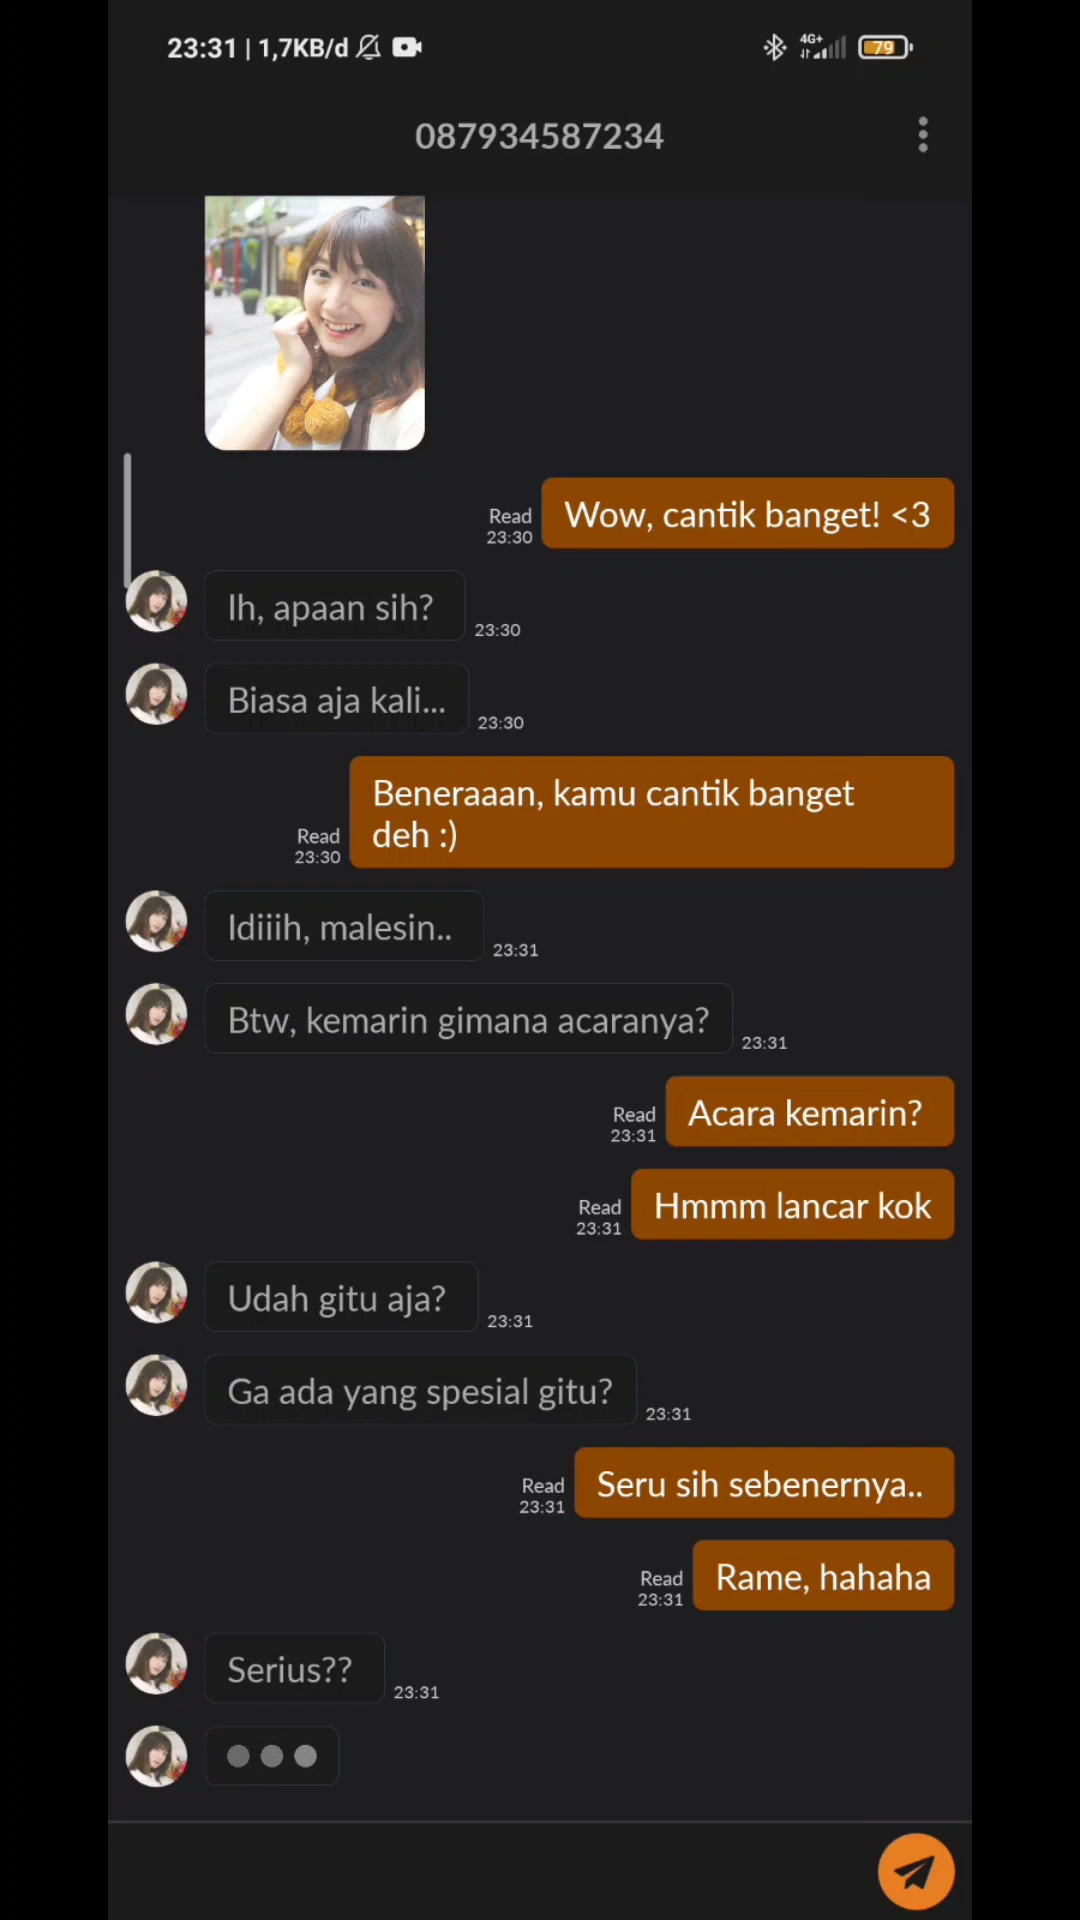 23:31 | 1,7KB/d
4G+
79
087934587234
Wow, cantik banget! <3
Read
23:30
Ih, apaan sih?
23:30
Biasa aja kali...
23:30
Beneraaan, kamu cantik banget
deh :)
Read
23:30
Idiiih, malesin..
23:31
Btw, kemarin gimana acaranya?
23:31
Acara kemarin?
Read
23:31
Hmmm lancar kok
Read
23:31
Udah gitu aja?
23:31
Ga ada yang spesial gitu?
23:31
Seru sih sebenernya..
Read
23:31
Rame, hahaha
Read
23:31
Serius??
23:31